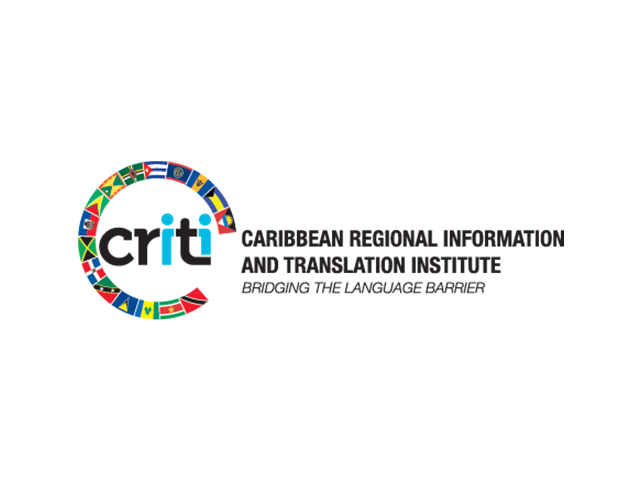 criti
CARIBBEAN REGIONAL INFORMATION
AND TRANSLATION INSTITUTE
BRIDGING THE LANGUAGE BARRIER